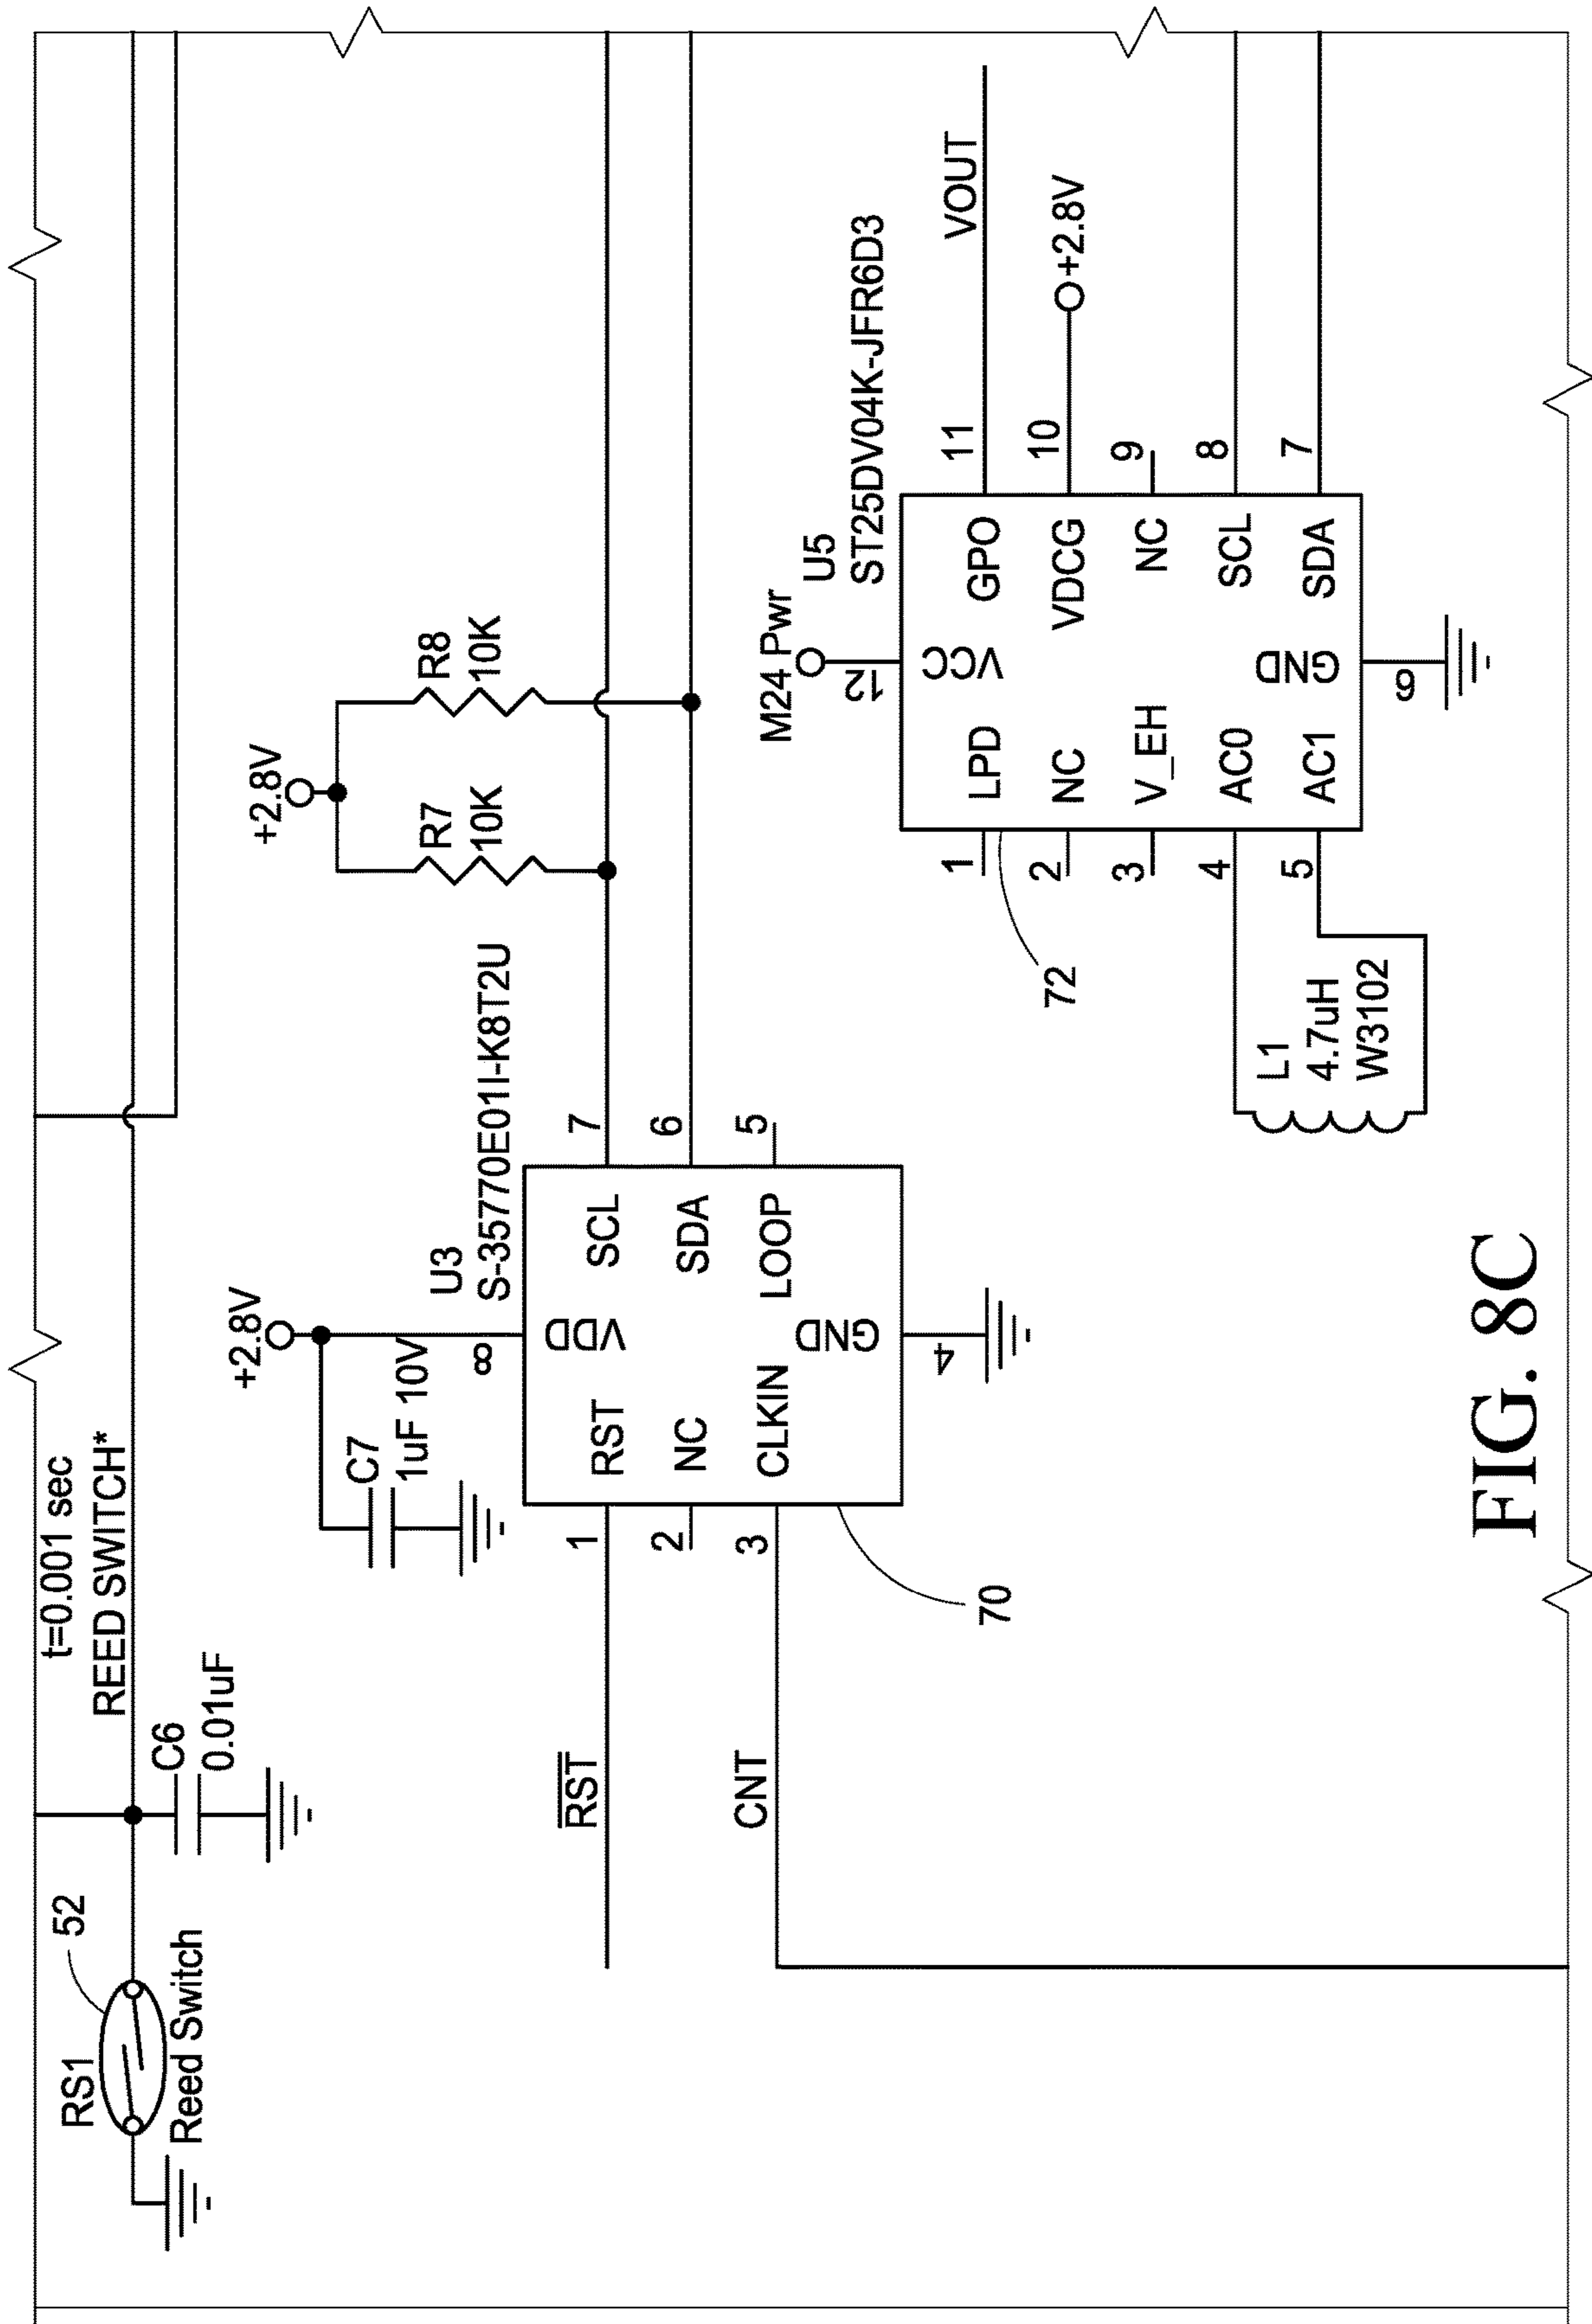 t=0.001 sec
REED SWITCH*
RS1
52
Reed Switch
C6
0.01uF
+2.8V
C7
1uF 10V
8
U3
S-35770E01I-K8T2U
RST
1
RST
VDD
SCL
7
2
NC
SDA
6
CNT
3
CLKIN
GND
LOOP
5
4
70
+2.8V
R7
10K
R8
10K
M24 Pwr
U5
ST25DV04K-JFR6D3
12
1
LPD
VCC
GPO
11
VOUT
2
NC
VDCG
10
+2.8V
3
V_EH
NC
9
4
AC0
SCL
8
5
AC1
GND
SDA
7
6
72
L1
4.7uH
W3102
FIG. 8C